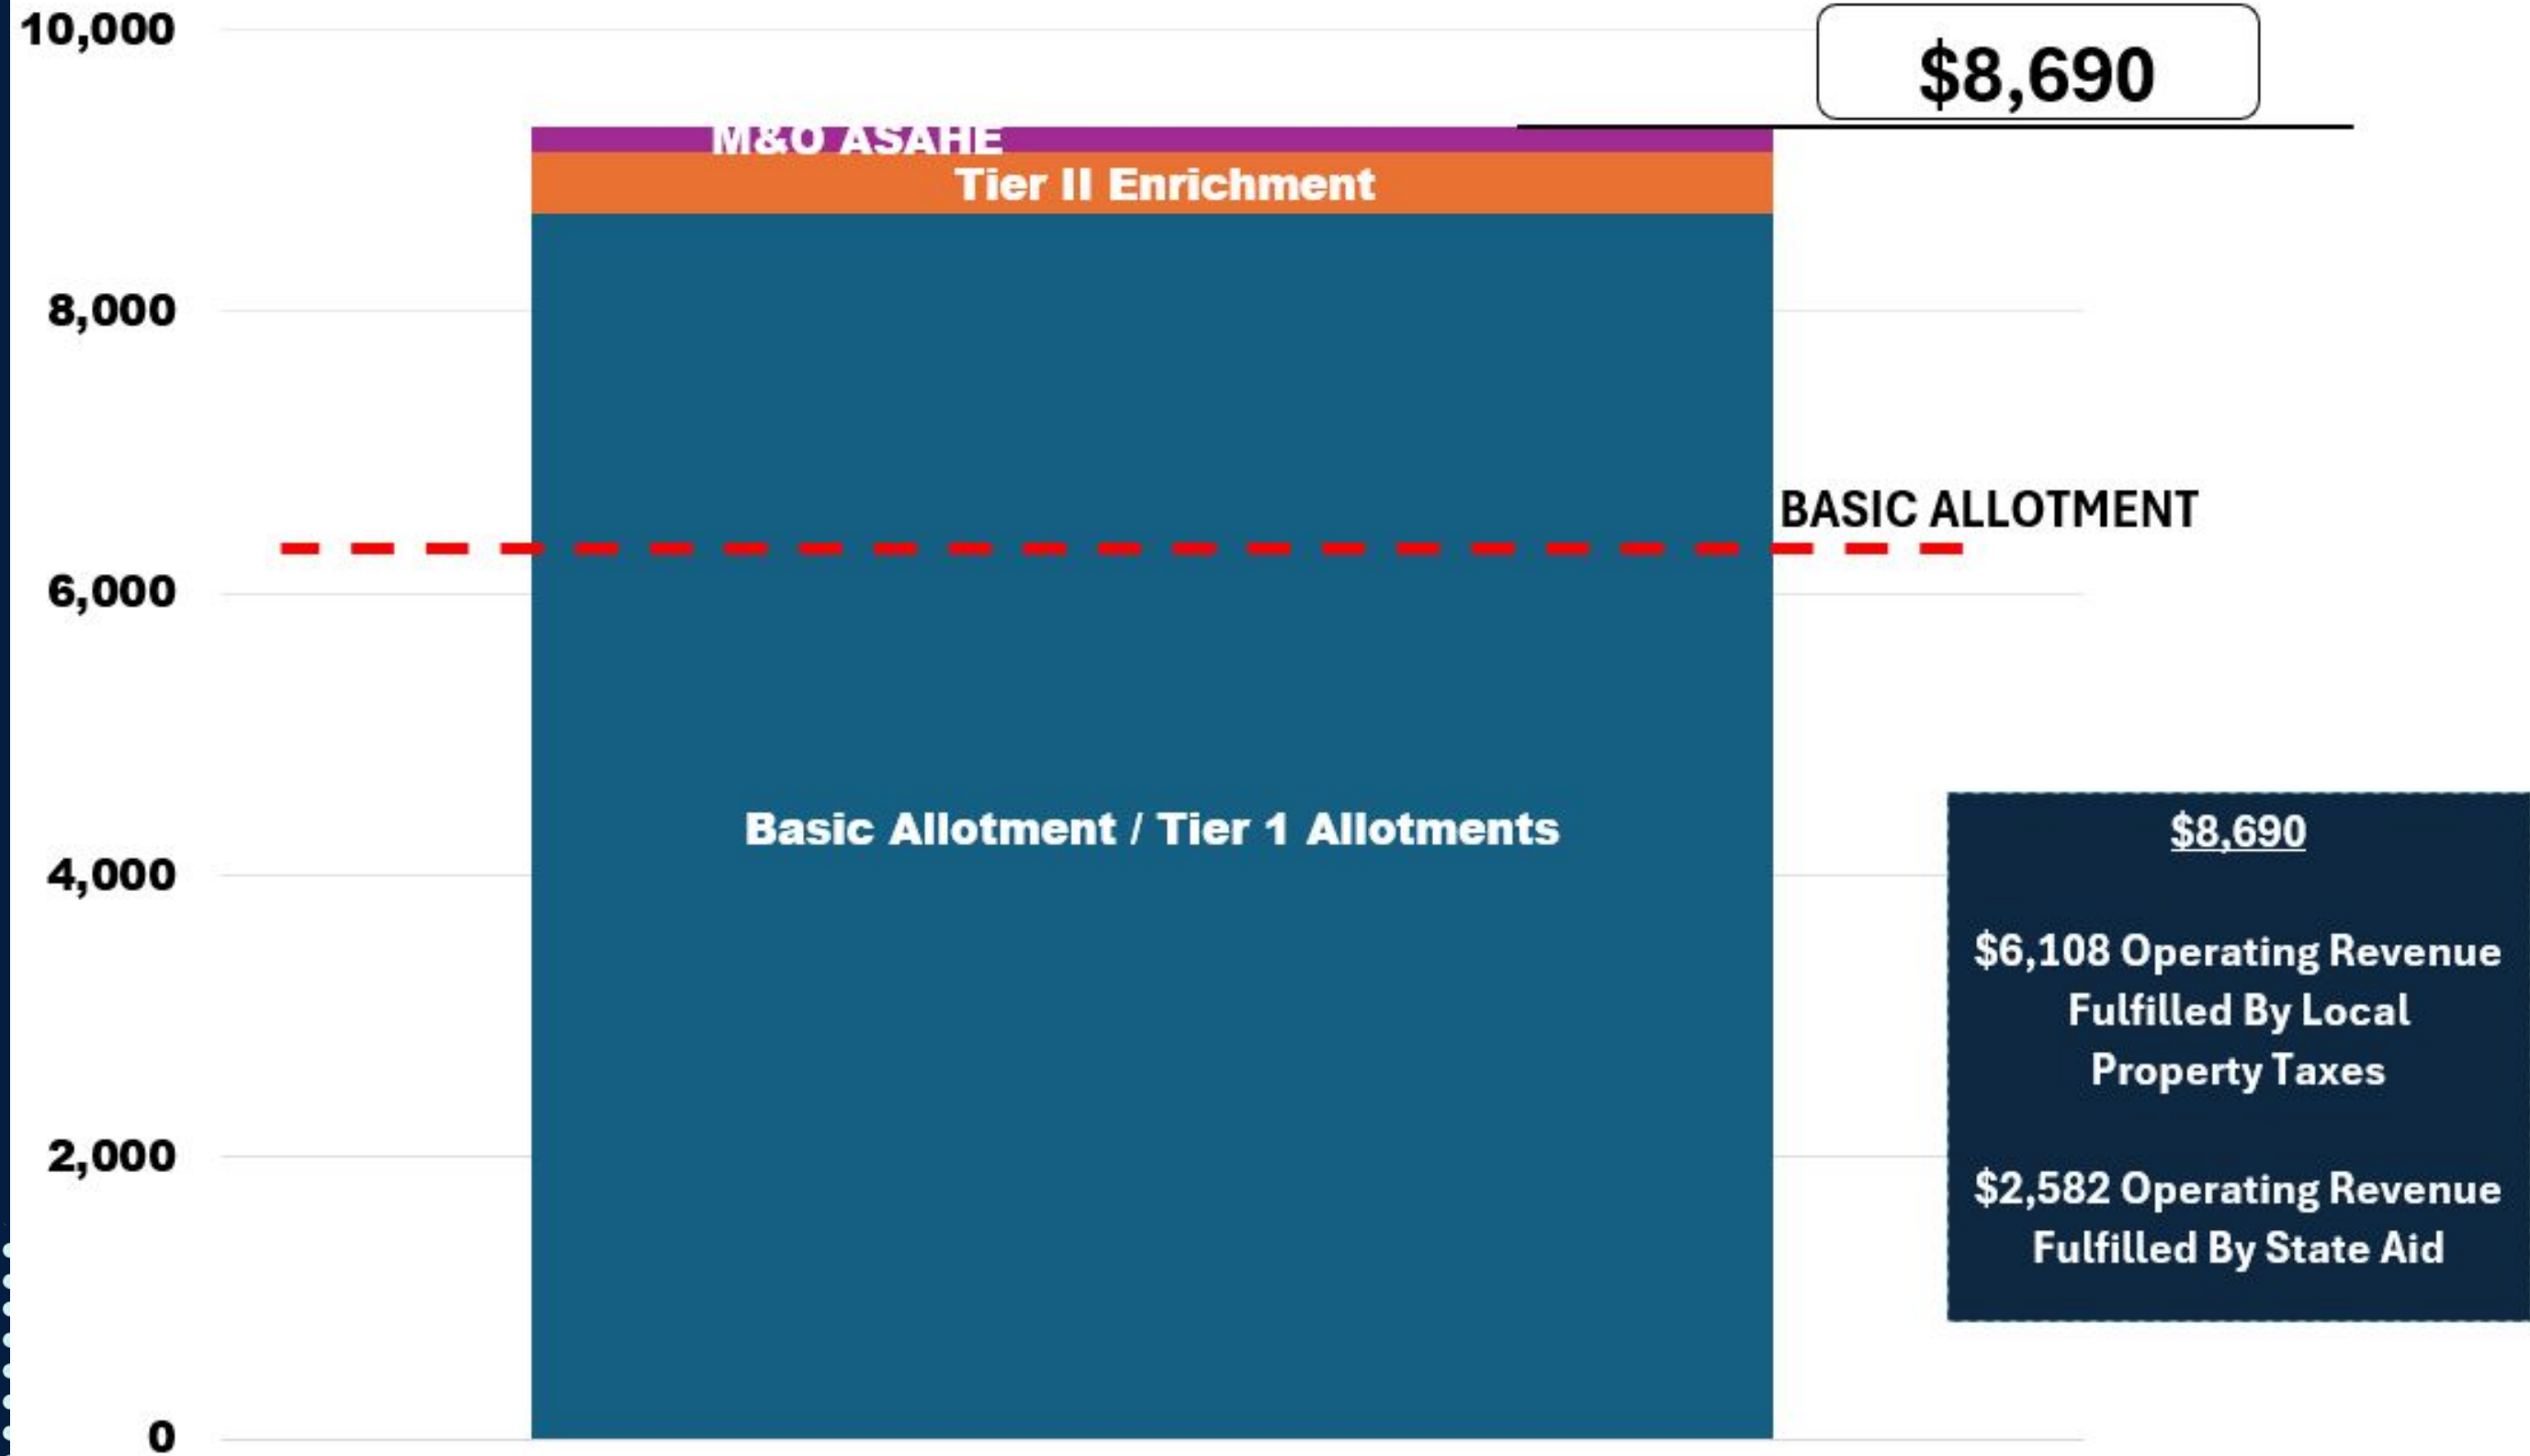 10,000
$8,690
M&O ASAHE
Tier II Enrichment
8,000
BASIC ALLOTMENT
6,000
Basic Allotment / Tier 1 Allotments
4,000
2,000
0
$8,690
$6,108 Operating Revenue
Fulfilled By Local
Property Taxes
$2,582 Operating Revenue
Fulfilled By State Aid